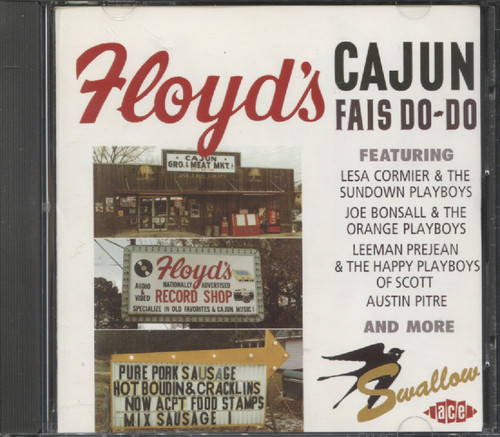 Floyd's
CAJUN
FAIS DO-DO
FEATURING
LESA CORMIER & THE
SUNDOWN PLAYBOYS
JOE BONSALL & THE
ORANGE PLAYBOYS
LEEMAN PREJEAN
& THE HAPPY PLAYBOYS
OF SCOTT
AUSTIN PITRE
AND MORE
Swallow
ace
CAJUN
GRO. & MEAT MKT.
Floyd's
NATIONALLY ADVERTISED
AUDIO
&
VIDEO
RECORD SHOP
SPECIALIZE IN OLD FAVORITES & CAJUN MUSIC!
PURE PORK SAUSAGE
HOT BOUDIN & CRACKLINS
NOW ACPT FOOD STAMPS
MIX SAUSAGE !